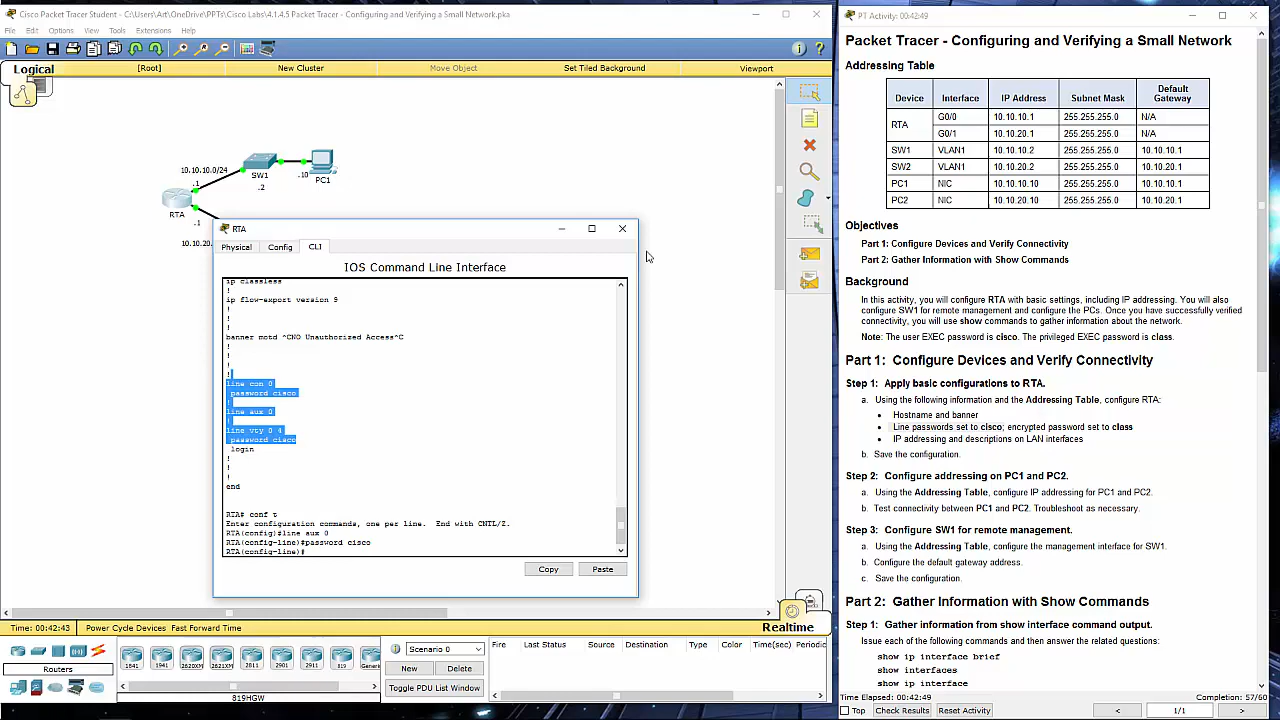 Cisco Packet Tracer Student - C:\Users\Art\OneDrive\PPTs\Cisco Labs\4.1.4.5 Packet Tracer - Configuring and Verifying a Small Network.pka
File Edit Options View Tools Extensions Help
Logical [Root] New Cluster Move Object Set Tiled Background Viewport
10.10.10.0/24
SW1
.2
.10
PC1
.1
RTA
.1
10.10.20.
RTA
Physical Config CLI
IOS Command Line Interface
ip classless
!
ip flow-export version 9
!
!
!
banner motd ^CNO Unauthorized Access^C
!
!
!
!
line con 0
password cisco
!
line aux 0
!
line vty 0 4
password cisco
login
!
!
!
end
RTA# conf t
Enter configuration commands, one per line.  End with CNTL/Z.
RTA(config)#line aux 0
RTA(config-line)#password cisco
RTA(config-line)#
Copy Paste
Realtime
Time: 00:42:43 Power Cycle Devices Fast Forward Time
Routers
1841 1941 2620XM 2621XM 2811 2901 2911 819 Generic
819HGW
Scenario 0
New Delete
Toggle PDU List Window
Fire Last Status Source Destination Type Color Time(sec) Periodic
PT Activity: 00:42:49
Packet Tracer - Configuring and Verifying a Small Network
Addressing Table
Device Interface IP Address Subnet Mask Default Gateway
RTA G0/0 10.10.10.1 255.255.255.0 N/A
G0/1 10.10.20.1 255.255.255.0 N/A
SW1 VLAN1 10.10.10.2 255.255.255.0 10.10.10.1
SW2 VLAN1 10.10.20.2 255.255.255.0 10.10.20.1
PC1 NIC 10.10.10.10 255.255.255.0 10.10.10.1
PC2 NIC 10.10.20.10 255.255.255.0 10.10.20.1
Objectives
Part 1: Configure Devices and Verify Connectivity
Part 2: Gather Information with Show Commands
Background
In this activity, you will configure RTA with basic settings, including IP addressing. You will also
configure SW1 for remote management and configure the PCs. Once you have successfully verified
connectivity, you will use show commands to gather information about the network.
Note: The user EXEC password is cisco. The privileged EXEC password is class.
Part 1: Configure Devices and Verify Connectivity
Step 1: Apply basic configurations to RTA.
a. Using the following information and the Addressing Table, configure RTA:
• Hostname and banner
• Line passwords set to cisco; encrypted password set to class
• IP addressing and descriptions on LAN interfaces
b. Save the configuration.
Step 2: Configure addressing on PC1 and PC2.
a. Using the Addressing Table, configure IP addressing for PC1 and PC2.
b. Test connectivity between PC1 and PC2. Troubleshoot as necessary.
Step 3: Configure SW1 for remote management.
a. Using the Addressing Table, configure the management interface for SW1.
b. Configure the default gateway address.
c. Save the configuration.
Part 2: Gather Information with Show Commands
Step 1: Gather information from show interface command output.
Issue each of the following commands and then answer the related questions:
show ip interface brief
show interfaces
show ip interface
Time Elapsed: 00:42:49 Completion: 57/60
Top Check Results Reset Activity < 1/1 >